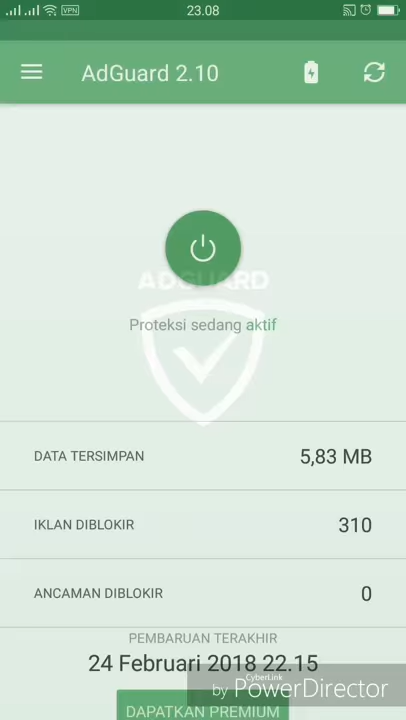 VPN
23.08
AdGuard 2.10
ADGUARD
Proteksi sedang aktif
DATA TERSIMPAN 5,83 MB
IKLAN DIBLOKIR 310
ANCAMAN DIBLOKIR 0
PEMBARUAN TERAKHIR
24 Februari 2018 22.15
CyberLink
by PowerDirector
DAPATKAN PREMIUM